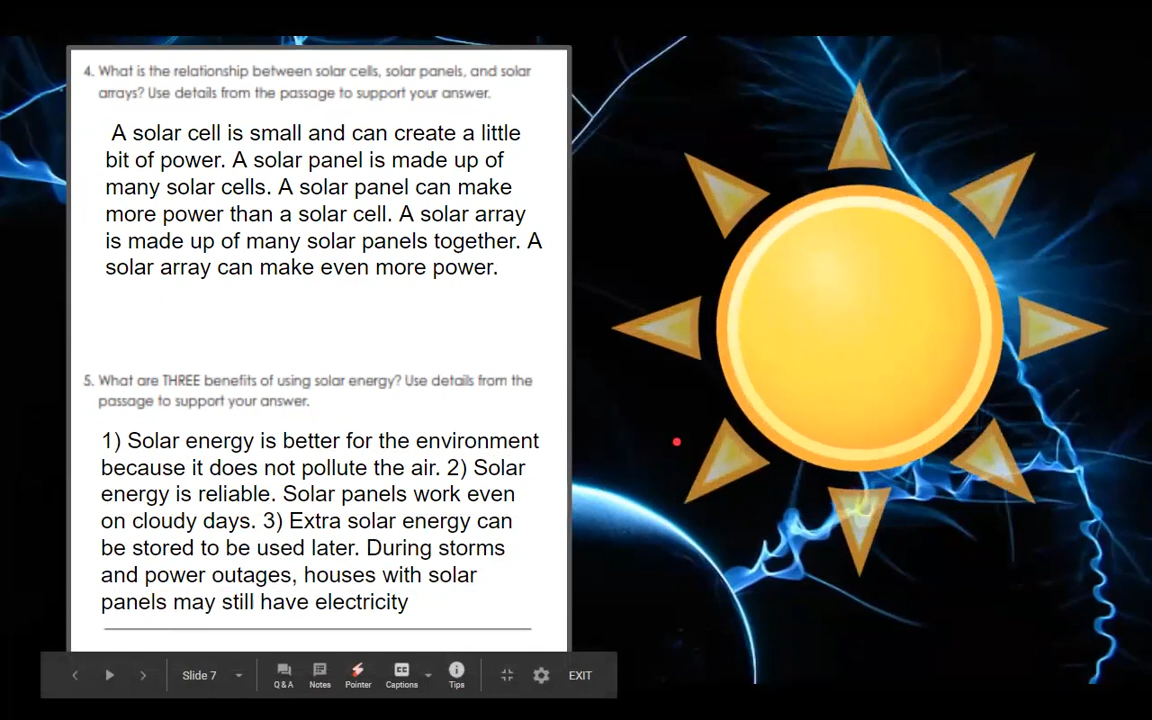 4. What is the relationship between solar cells, solar panels, and solar
arrays? Use details from the passage to support your answer.
A solar cell is small and can create a little
bit of power. A solar panel is made up of
many solar cells. A solar panel can make
more power than a solar cell. A solar array
is made up of many solar panels together. A
solar array can make even more power.
5. What are THREE benefits of using solar energy? Use details from the
passage to support your answer.
1) Solar energy is better for the environment
because it does not pollute the air. 2) Solar
energy is reliable. Solar panels work even
on cloudy days. 3) Extra solar energy can
be stored to be used later. During storms
and power outages, houses with solar
panels may still have electricity
Slide 7
Q&A
Notes
Pointer
CC
Captions
Tips
EXIT